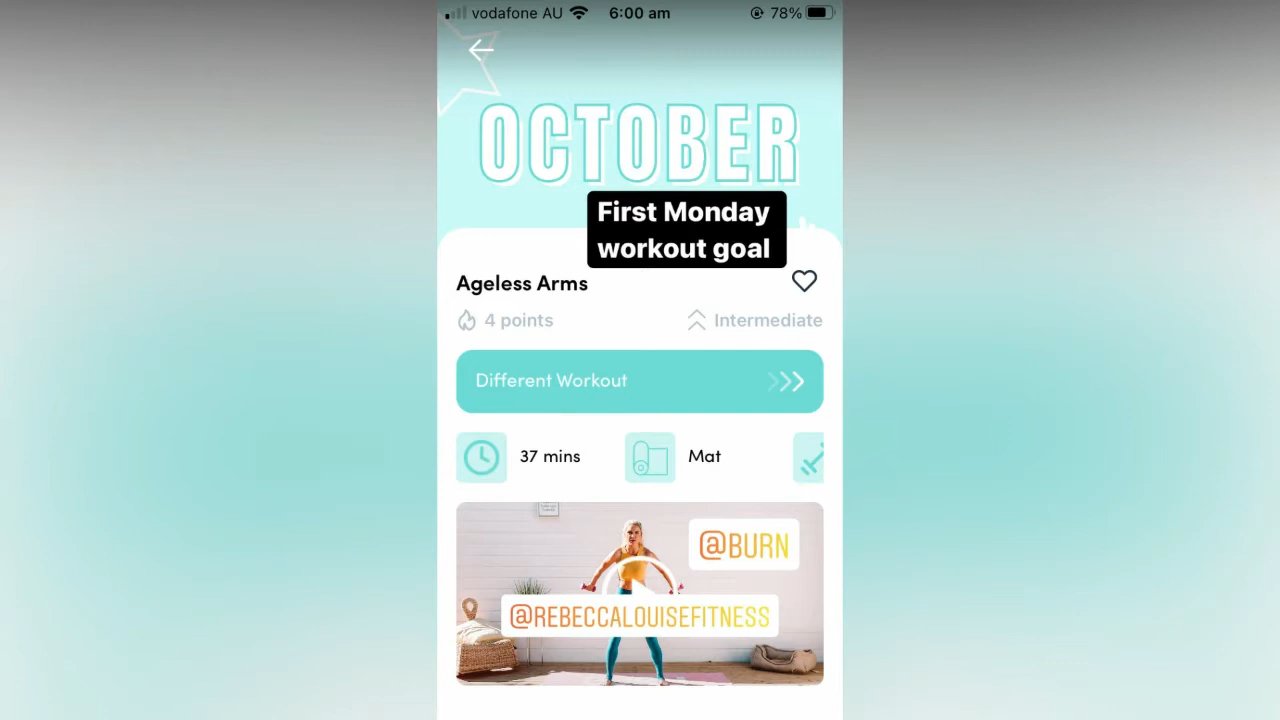 vodafone AU
6:00 am
78%
OCTOBER
First Monday
workout goal
Ageless Arms
4 points
Intermediate
Different Workout
37 mins
Mat
@BURN
@REBECCALOUISEFITNESS